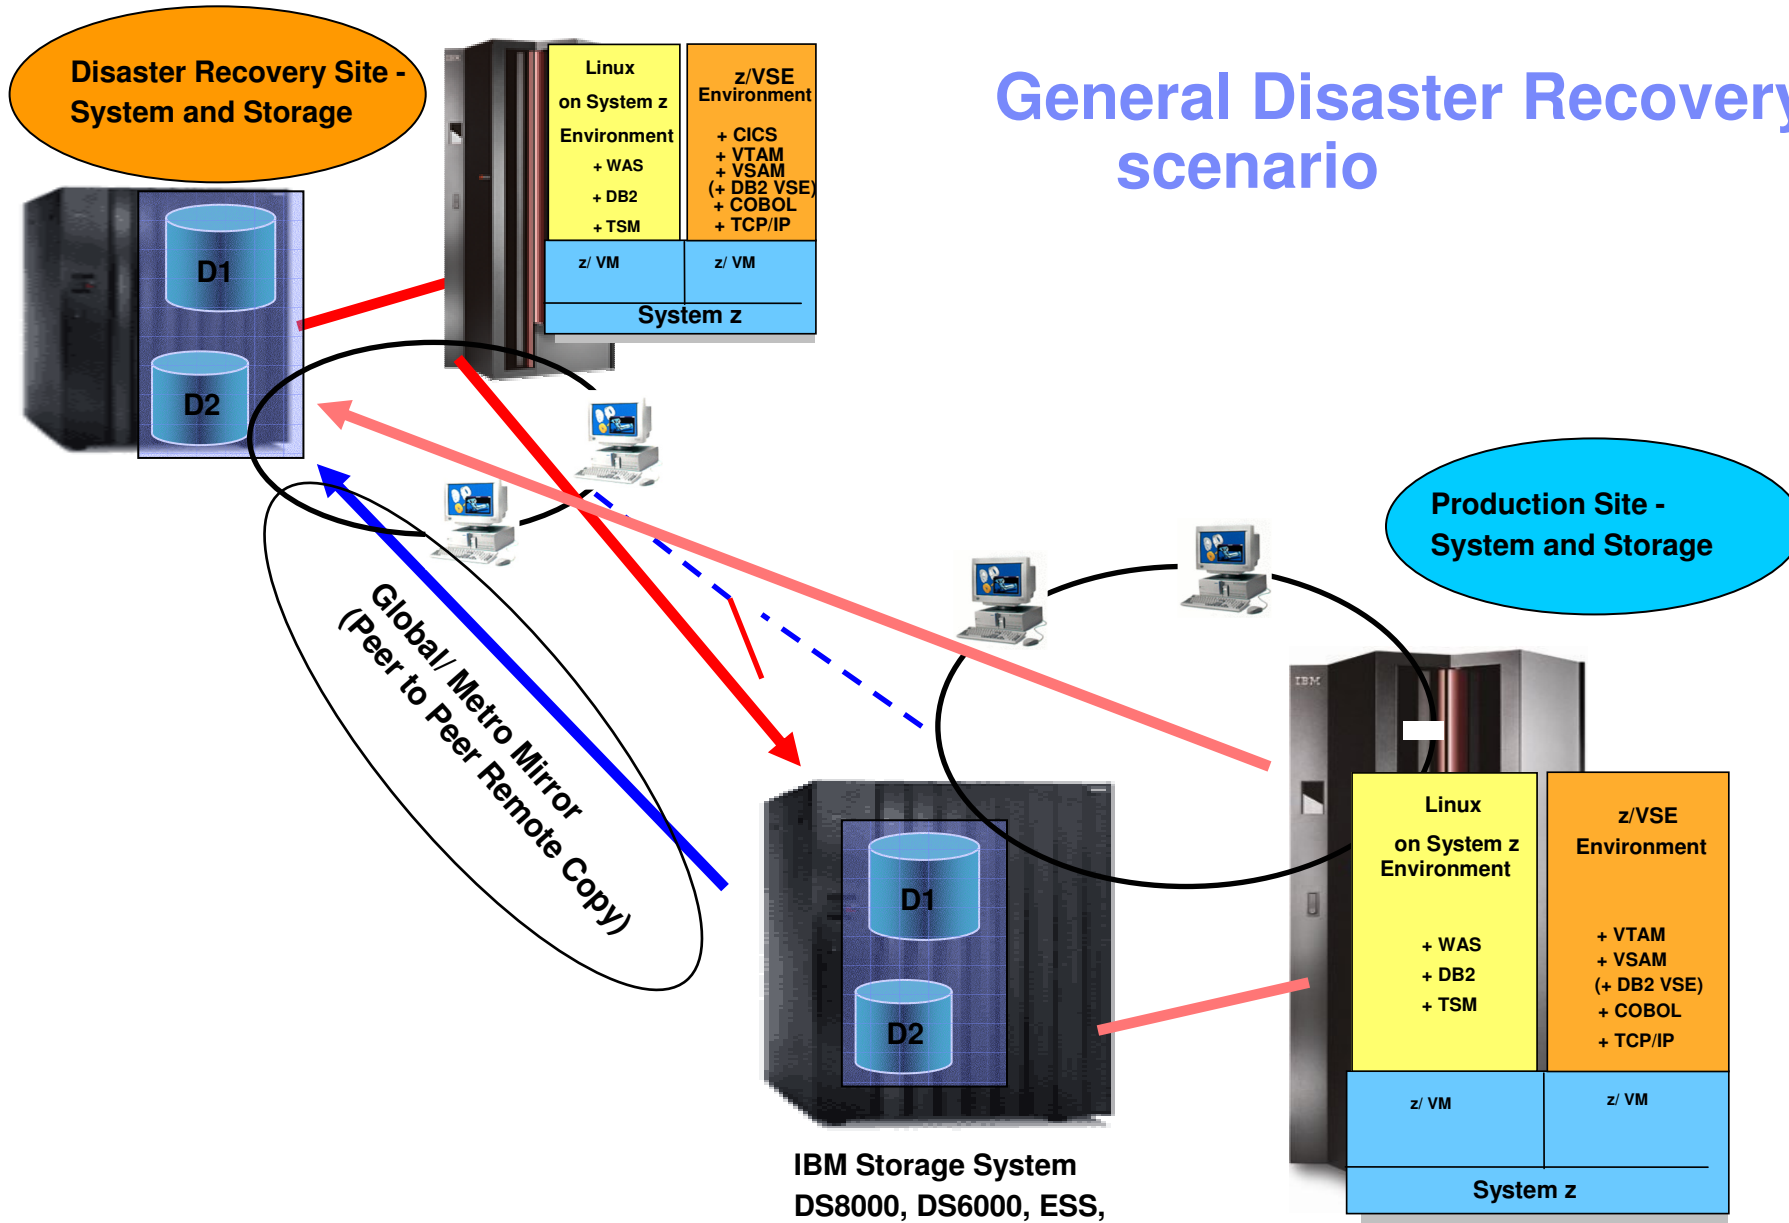 General Disaster Recovery
scenario
Disaster Recovery Site -
System and Storage
IBM
Linux
on System z
Environment
+ WAS
+ DB2
+ TSM
z/VSE
Environment
+ CICS
+ VTAM
+ VSAM
(+ DB2 VSE)
+ COBOL
+ TCP/IP
z/ VM
z/ VM
System z
D1
D2
Global/ Metro Mirror
(Peer to Peer Remote Copy)
Production Site -
System and Storage
IBM
Linux
on System z
Environment
+ WAS
+ DB2
+ TSM
z/VSE
Environment
+ VTAM
+ VSAM
(+ DB2 VSE)
+ COBOL
+ TCP/IP
z/ VM
z/ VM
System z
D1
D2
IBM Storage System
DS8000, DS6000, ESS,